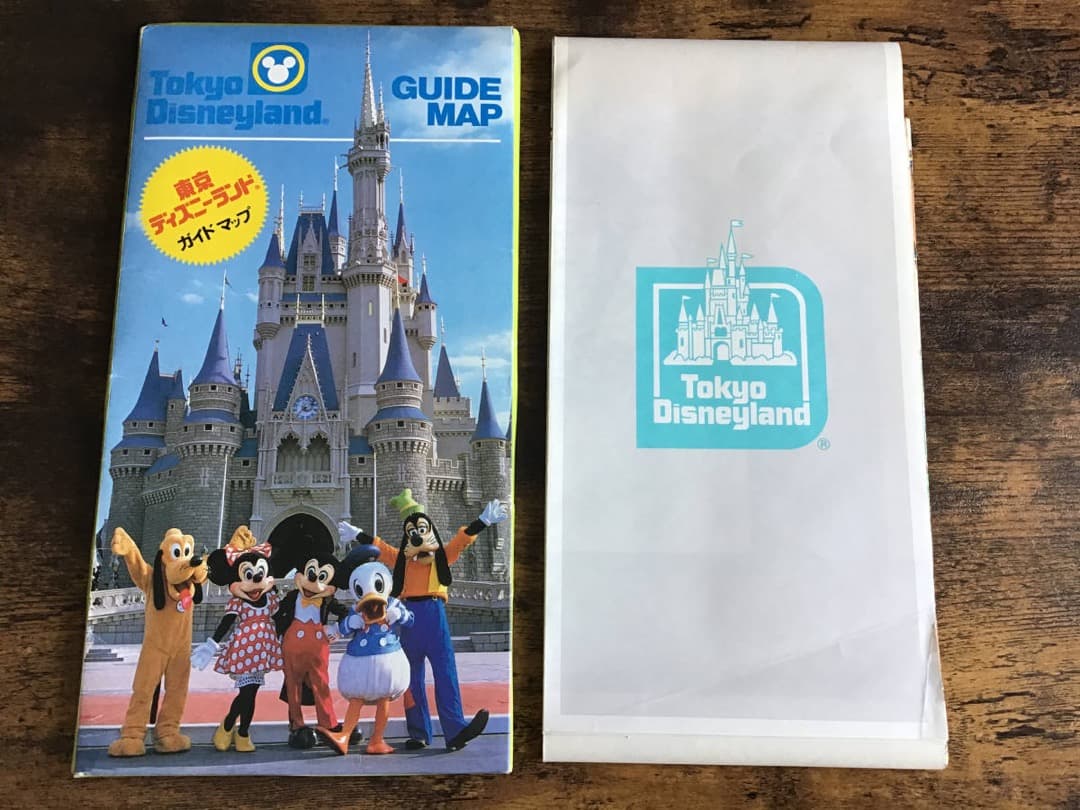 Tokyo
Disneyland®
GUIDE
MAP
東京
ディズニーランド®
ガイド マップ
Tokyo
Disneyland
®